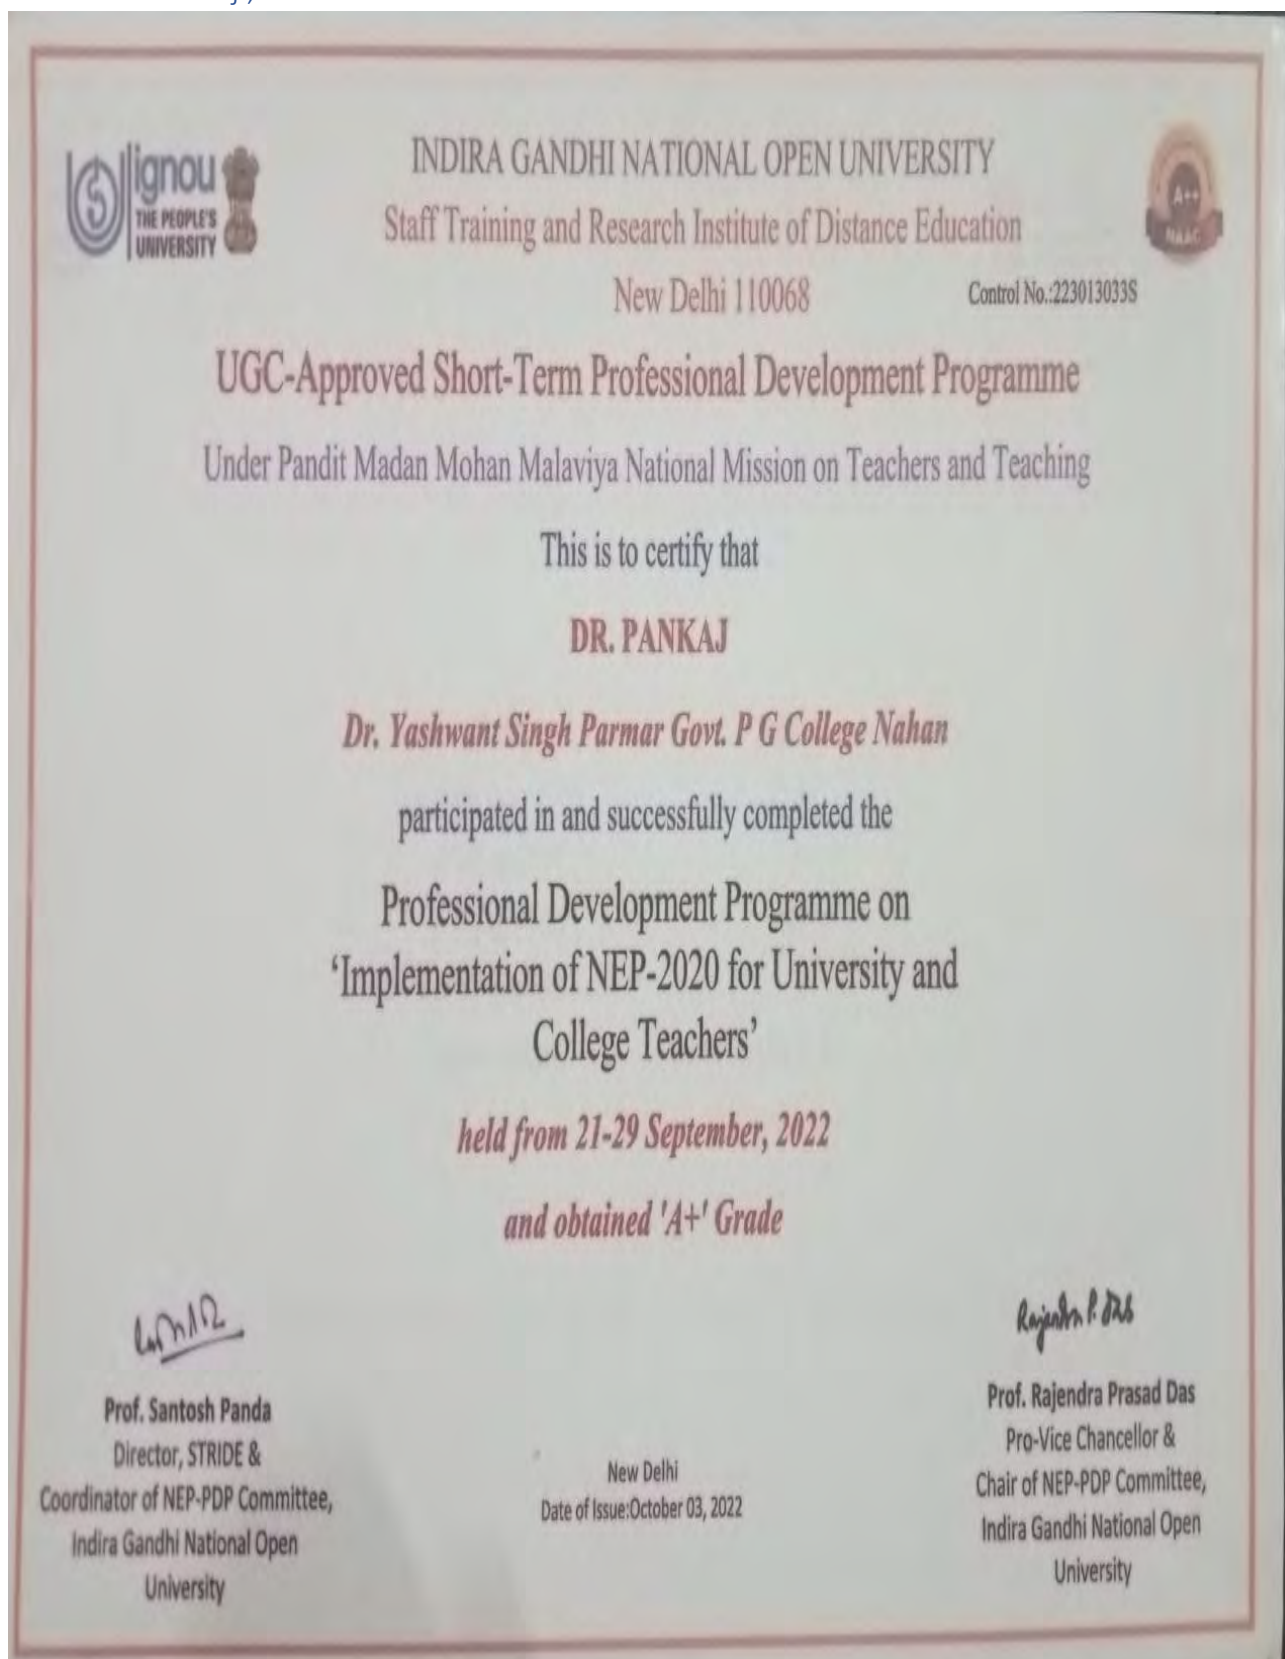 ignou
THE PEOPLE'S
UNIVERSITY
INDIRA GANDHI NATIONAL OPEN UNIVERSITY
Staff Training and Research Institute of Distance Education
New Delhi 110068
A++
NAAC
Control No.:223013033S
UGC-Approved Short-Term Professional Development Programme
Under Pandit Madan Mohan Malaviya National Mission on Teachers and Teaching
This is to certify that
DR. PANKAJ
Dr. Yashwant Singh Parmar Govt. P G College Nahan
participated in and successfully completed the
Professional Development Programme on
‘Implementation of NEP-2020 for University and
College Teachers’
held from 21-29 September, 2022
and obtained 'A+' Grade
Prof. Santosh Panda
Director, STRIDE &
Coordinator of NEP-PDP Committee,
Indira Gandhi National Open
University
New Delhi
Date of Issue:October 03, 2022
Rajendra P. Das
Prof. Rajendra Prasad Das
Pro-Vice Chancellor &
Chair of NEP-PDP Committee,
Indira Gandhi National Open
University